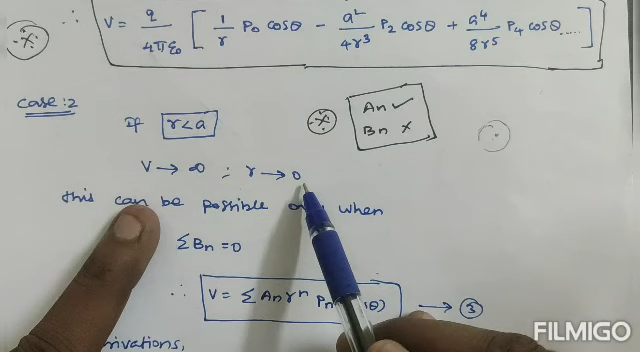 ∴ V = q/4πε₀ [ 1/r P₀ cosθ − a²/4r³ P₂ cosθ + a⁴/8r⁵ P₄ cosθ ..... ]
Case:2
If r<a
An ✓
Bn ×
V → ∞ ; r → 0
this can be possible when
ΣBn = 0
∴ V = Σ An rⁿ Pn θ) → ③
rivations,
FILMIGO